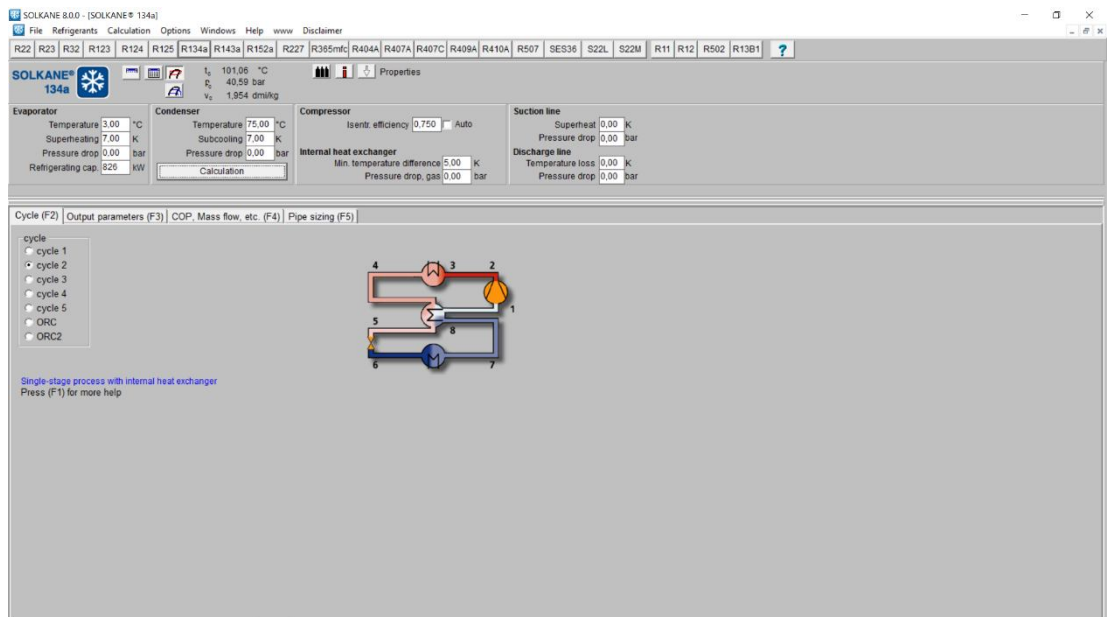 SOLKANE 8.0.0 - [SOLKANE® 134a]
File Refrigerants Calculation Options Windows Help www Disclaimer
R22 R23 R32 R123 R124 R125 R134a R143a R152a R227 R365mfc R404A R407A R407C R409A R410A R507 SES36 S22L S22M R11 R12 R502 R13B1 ?
SOLKANE® 134a
tc 101,06 °C
pc 40,59 bar
vc 1,954 dm³/kg
Properties
Evaporator
Temperature 3,00 °C
Superheating 7,00 K
Pressure drop 0,00 bar
Refrigerating cap. 826 kW
Condenser
Temperature 75,00 °C
Subcooling 7,00 K
Pressure drop 0,00 bar
Calculation
Compressor
Isentr. efficiency 0,750 Auto
Internal heat exchanger
Min. temperature difference 5,00 K
Pressure drop, gas 0,00 bar
Suction line
Superheat 0,00 K
Pressure drop 0,00 bar
Discharge line
Temperature loss 0,00 K
Pressure drop 0,00 bar
Cycle (F2) Output parameters (F3) COP, Mass flow, etc. (F4) Pipe sizing (F5)
cycle
cycle 1
cycle 2
cycle 3
cycle 4
cycle 5
ORC
ORC2
4 3 2
1
5 8
6 7
Single-stage process with internal heat exchanger
Press (F1) for more help